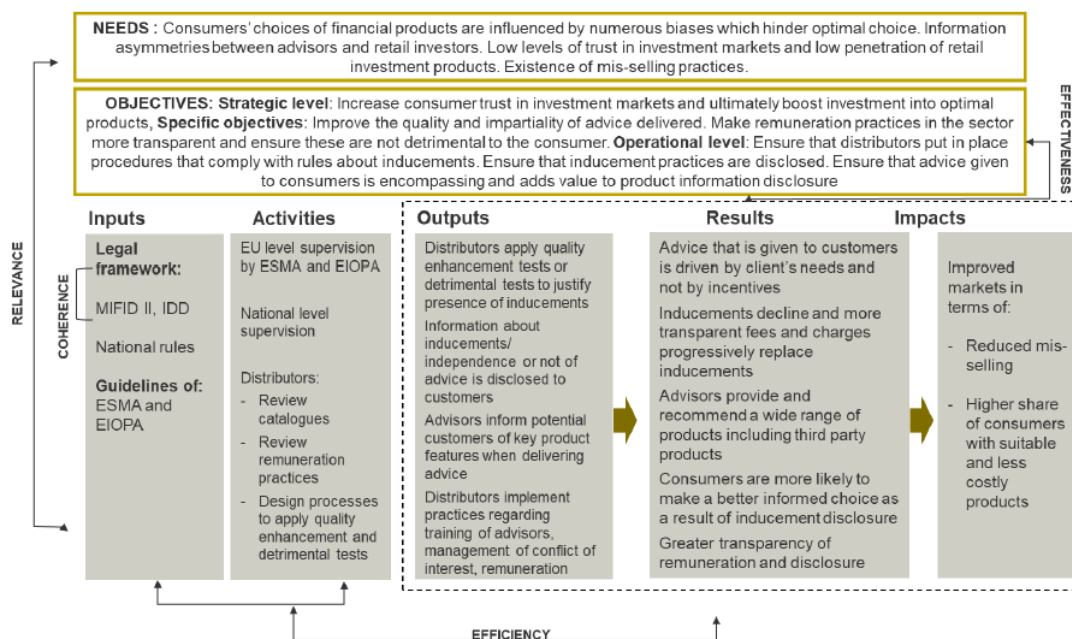 NEEDS : Consumers' choices of financial products are influenced by numerous biases which hinder optimal choice. Information
asymmetries between advisors and retail investors. Low levels of trust in investment markets and low penetration of retail
investment products. Existence of mis-selling practices.
OBJECTIVES: Strategic level: Increase consumer trust in investment markets and ultimately boost investment into optimal
products, Specific objectives: Improve the quality and impartiality of advice delivered. Make remuneration practices in the sector
more transparent and ensure these are not detrimental to the consumer. Operational level: Ensure that distributors put in place
procedures that comply with rules about inducements. Ensure that inducement practices are disclosed. Ensure that advice given
to consumers is encompassing and adds value to product information disclosure
EFFECTIVENESS
RELEVANCE
COHERENCE
Inputs
Legal
framework:
MIFID II, IDD
National rules
Guidelines of:
ESMA and
EIOPA
Activities
EU level supervision
by ESMA and EIOPA
National level
supervision
Distributors:
- Review
catalogues
- Review
remuneration
practices
- Design processes
to apply quality
enhancement and
detrimental tests
Outputs
Distributors apply quality
enhancement tests or
detrimental tests to justify
presence of inducements
Information about
inducements/
independence or not of
advice is disclosed to
customers
Advisors inform potential
customers of key product
features when delivering
advice
Distributors implement
practices regarding
training of advisors,
management of conflict of
interest, remuneration
Results
Advice that is given to customers
is driven by client's needs and
not by incentives
Inducements decline and more
transparent fees and charges
progressively replace
inducements
Advisors provide and
recommend a wide range of
products including third party
products
Consumers are more likely to
make a better informed choice as
a result of inducement disclosure
Greater transparency of
remuneration and disclosure
Impacts
Improved
markets in
terms of:
- Reduced mis-
selling
- Higher share
of consumers
with suitable
and less
costly
products
EFFICIENCY